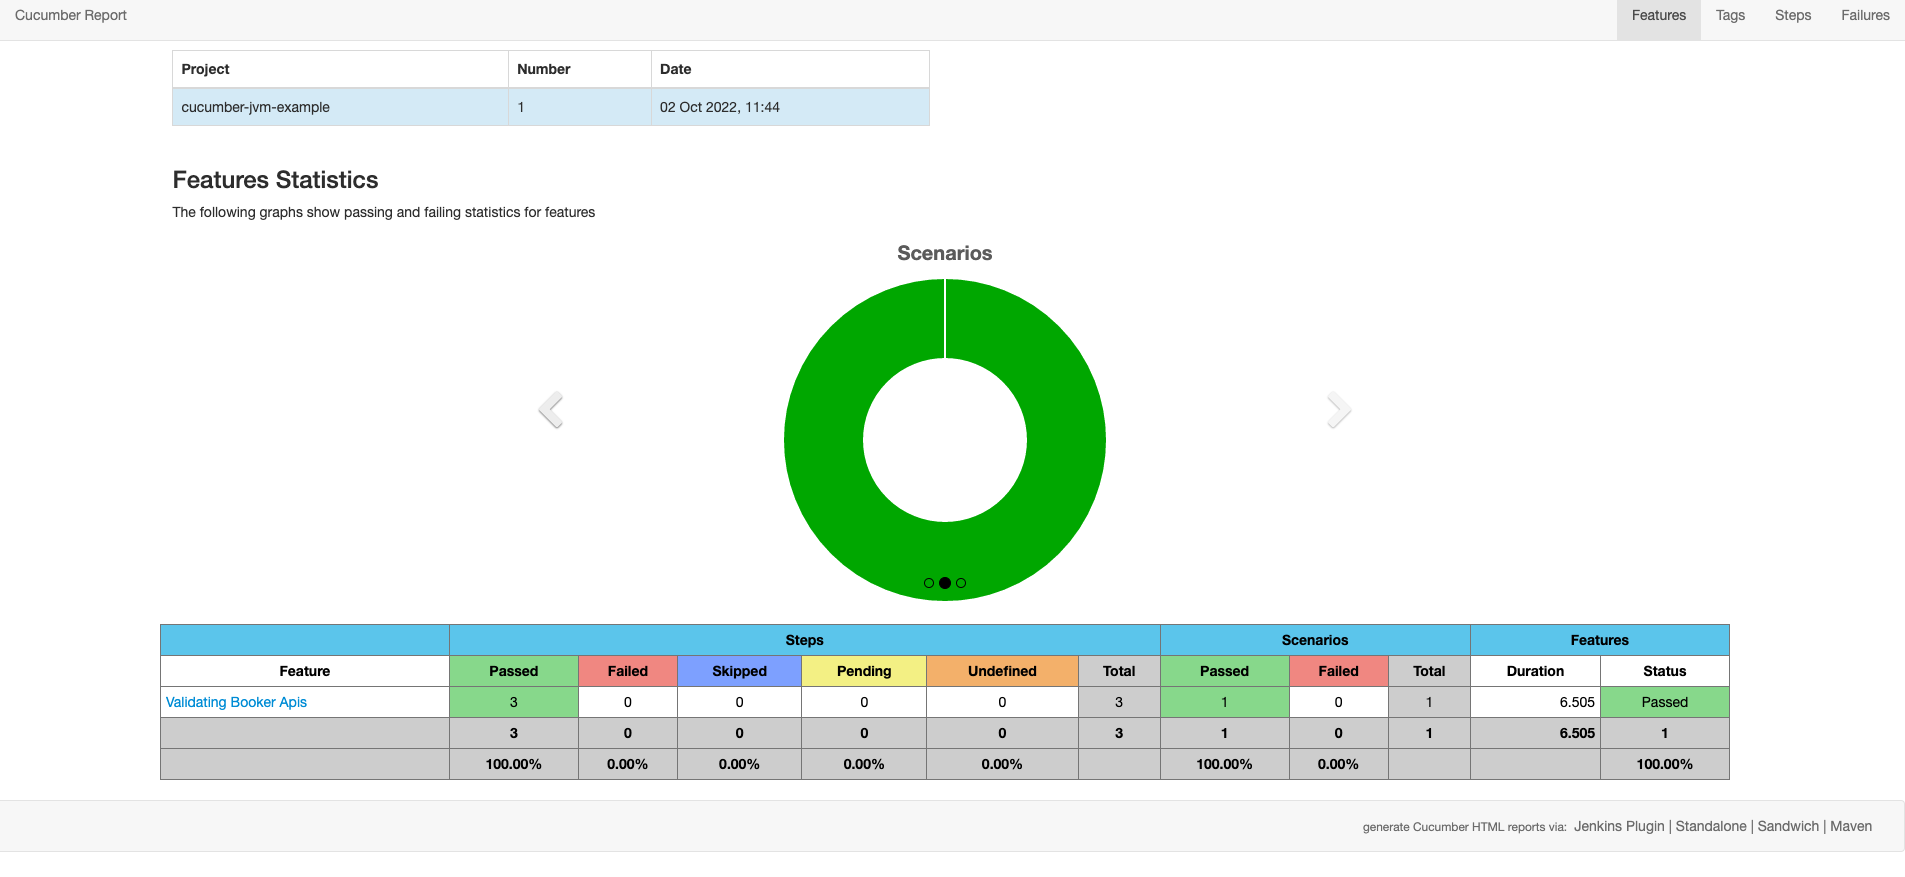 Cucumber Report Features Tags Steps Failures
Project Number Date
cucumber-jvm-example 1 02 Oct 2022, 11:44
Features Statistics
The following graphs show passing and failing statistics for features
Scenarios
Steps Scenarios Features
Feature Passed Failed Skipped Pending Undefined Total Passed Failed Total Duration Status
Validating Booker Apis 3 0 0 0 0 3 1 0 1 6.505 Passed
3 0 0 0 0 3 1 0 1 6.505 1
100.00% 0.00% 0.00% 0.00% 0.00% 100.00% 0.00% 100.00%
generate Cucumber HTML reports via: Jenkins Plugin | Standalone | Sandwich | Maven